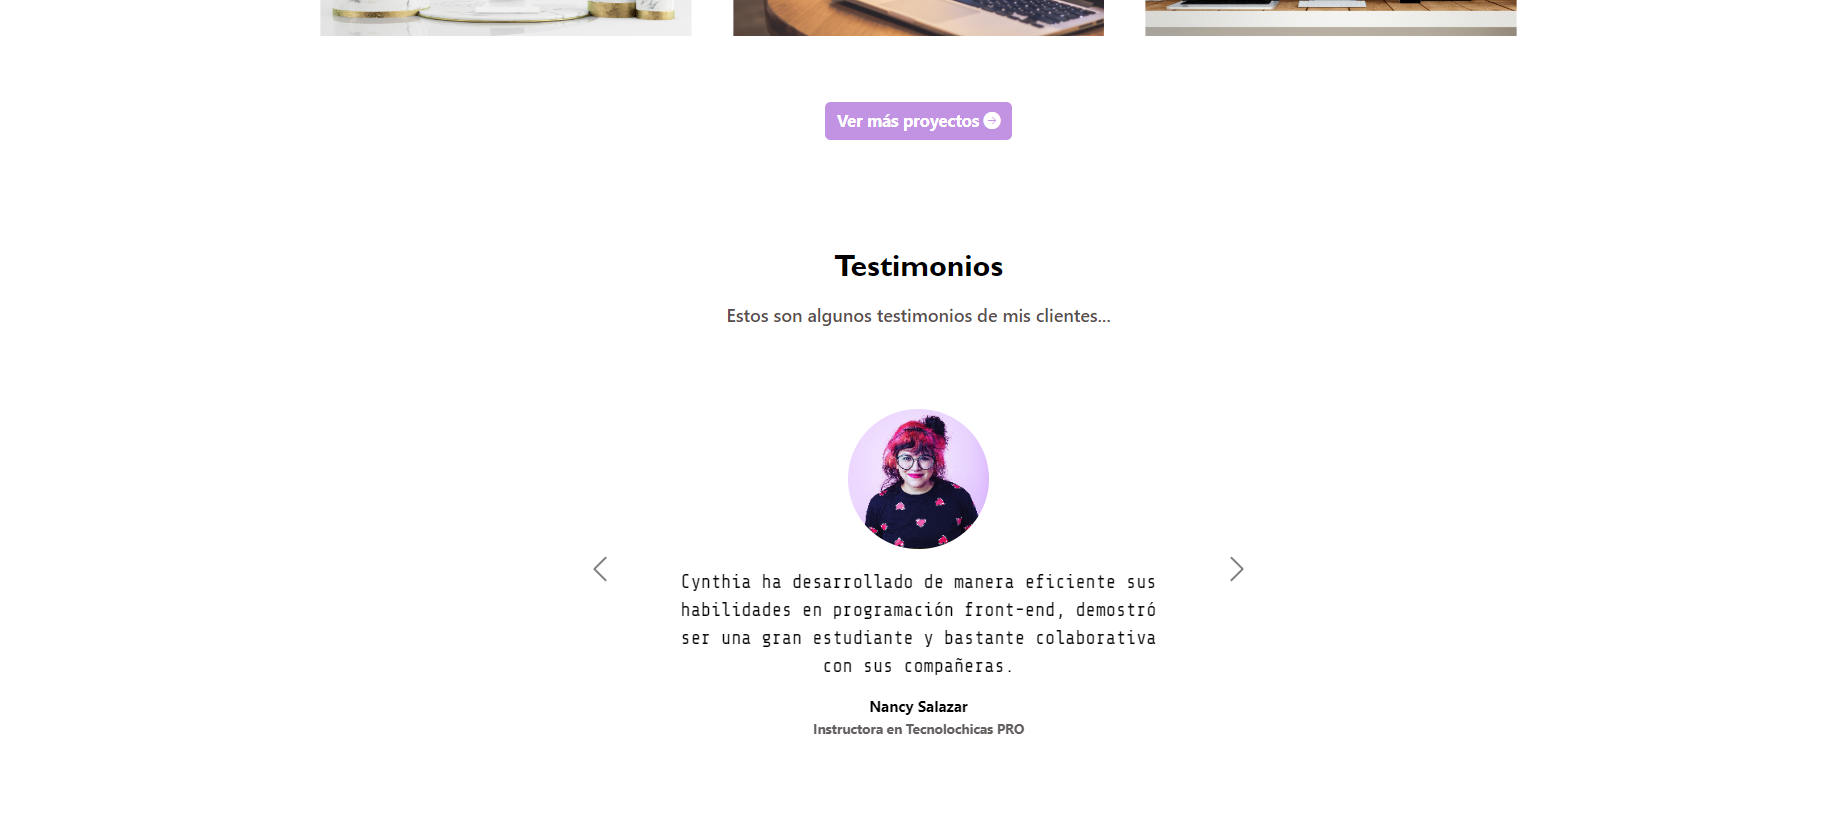 Ver más proyectos
Testimonios
Estos son algunos testimonios de mis clientes...
Cynthia ha desarrollado de manera eficiente sus
habilidades en programación front-end, demostró
ser una gran estudiante y bastante colaborativa
con sus compañeras.
Nancy Salazar
Instructora en Tecnolochicas PRO